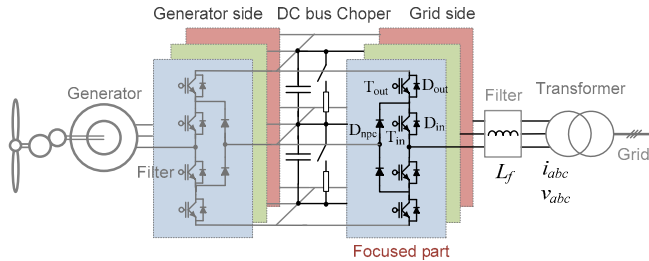 Generator side DC bus Choper Grid side
Generator
Filter
Tout
Dout
Dnpc
Tin
Din
Filter
Lf
Transformer
Grid
iabc
vabc
Focused part